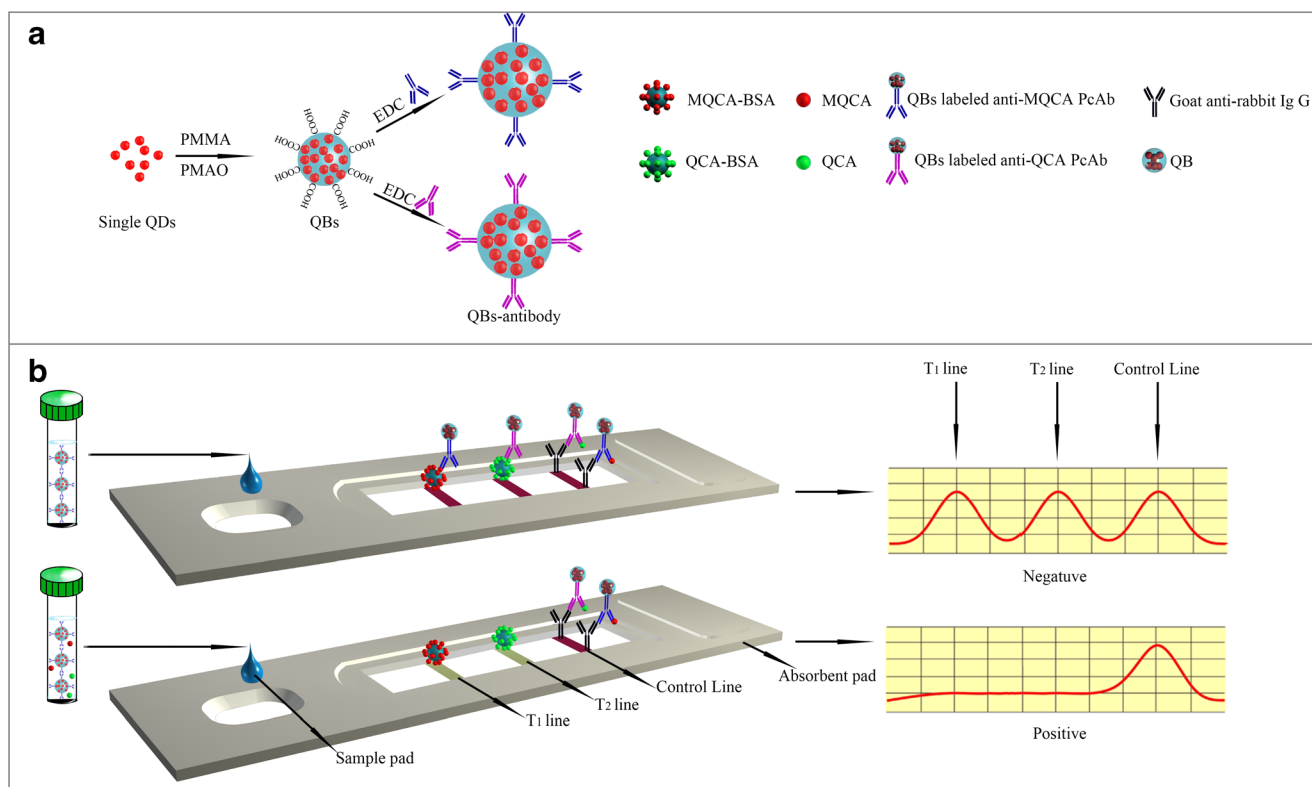 a
PMMA
PMAO
Single QDs
HOOC
HOOC
HOOC
HOOC
COOH
COOH
COOH
COOH
QBs
EDC
EDC
QBs-antibody
MQCA-BSA
MQCA
QBs labeled anti-MQCA PcAb
Goat anti-rabbit Ig G
QCA-BSA
QCA
QBs labeled anti-QCA PcAb
QB
b
T1 line
T2 line
Control Line
Negatuve
Absorbent pad
Control Line
T2 line
T1 line
Sample pad
Positive